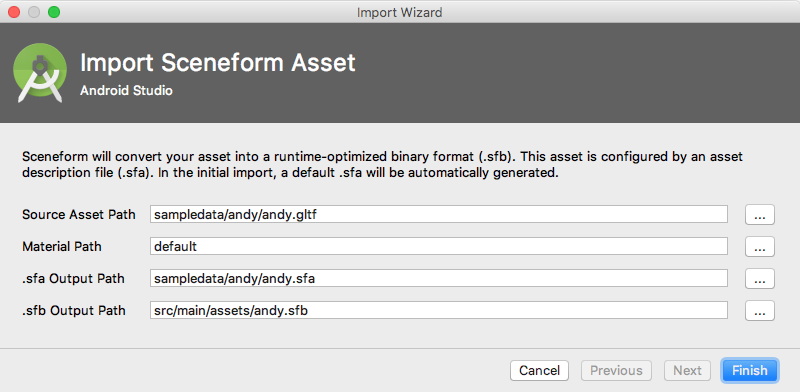 Import Wizard
Import Sceneform Asset
Android Studio
Sceneform will convert your asset into a runtime-optimized binary format (.sfb). This asset is configured by an asset
description file (.sfa). In the initial import, a default .sfa will be automatically generated.
Source Asset Path sampledata/andy/andy.gltf ...
Material Path default ...
.sfa Output Path sampledata/andy/andy.sfa ...
.sfb Output Path src/main/assets/andy.sfb ...
Cancel Previous Next Finish